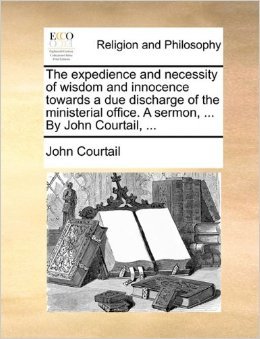 ECCO
Religion and Philosophy
The expedience and necessity
of wisdom and innocence
towards a due discharge of the
ministerial office. A sermon, ...
By John Courtail, ...
John Courtail